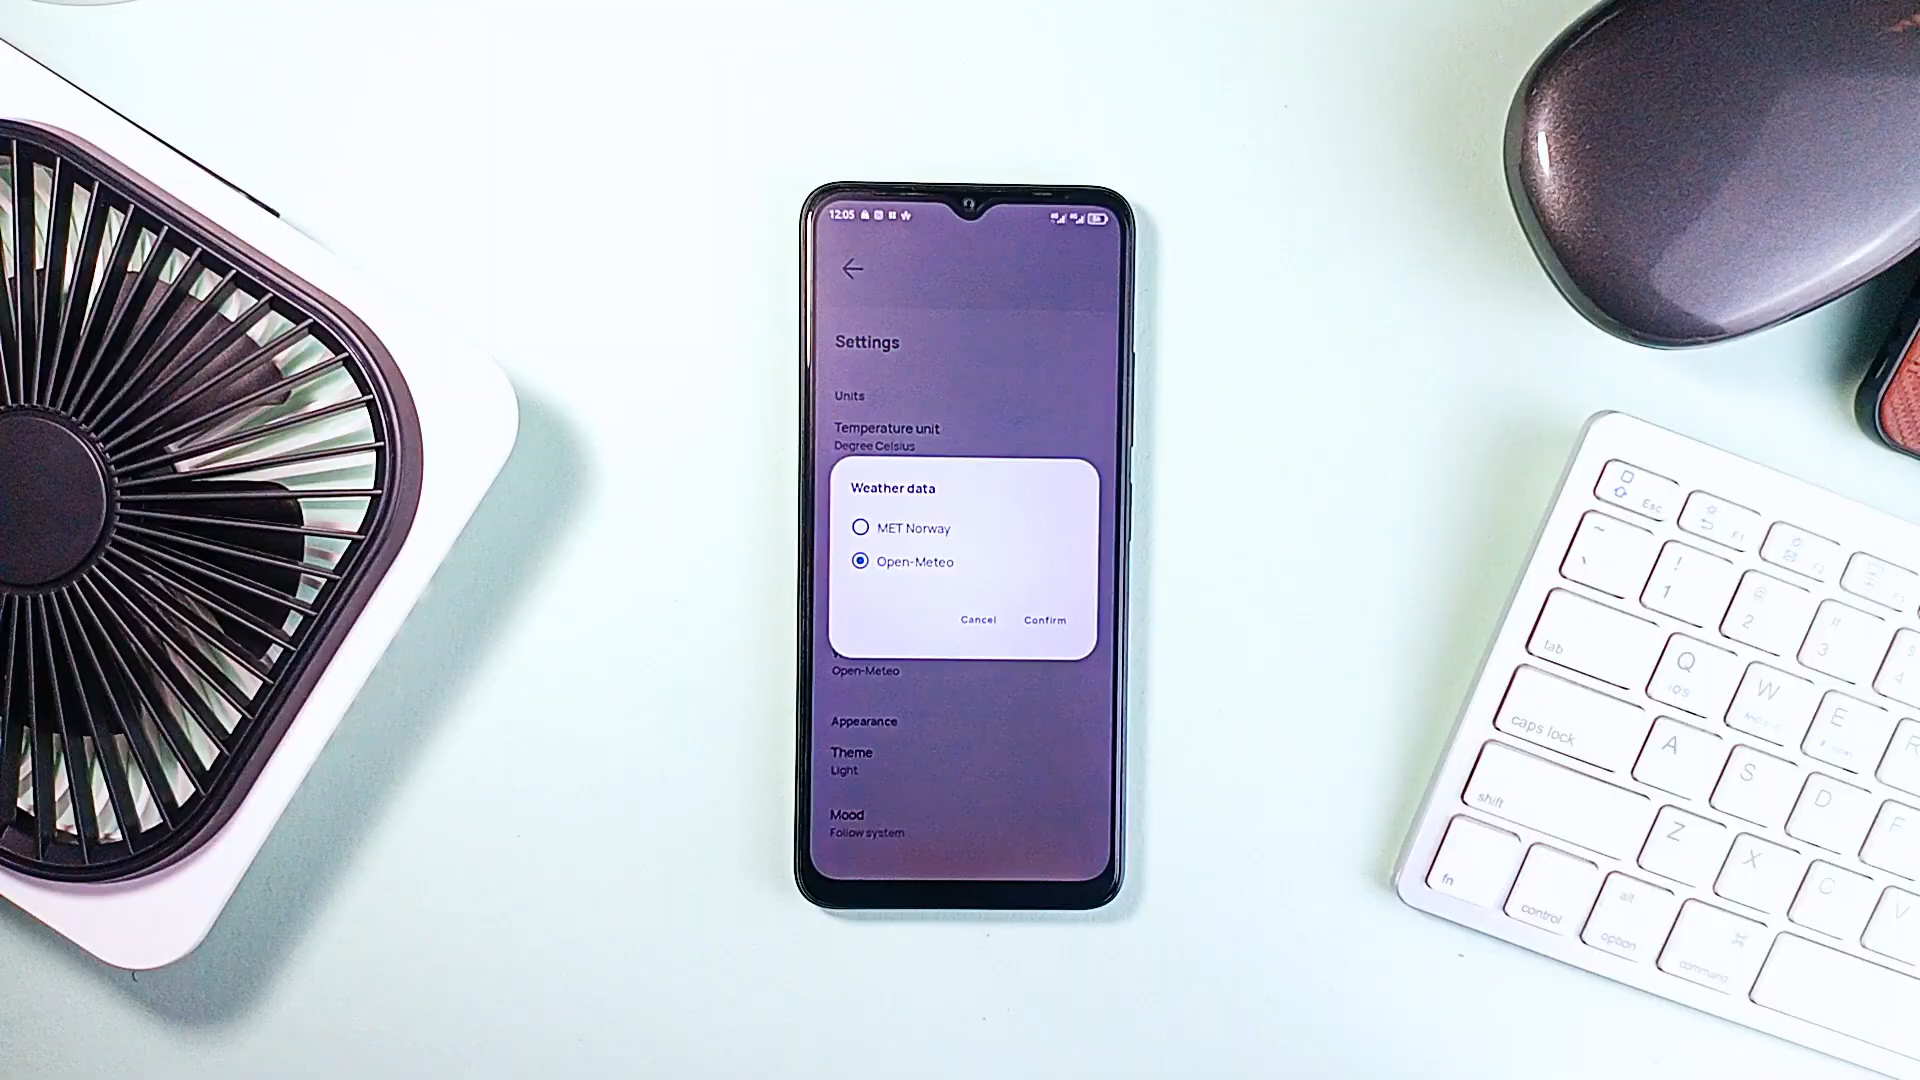 12:05
Settings
Units
Temperature unit
Degree Celsius
Weather data
MET Norway
Open-Meteo
Cancel
Confirm
Open-Meteo
Appearance
Theme
Light
Mood
Follow system
Esc
F1
~
!
1
@
2
#
3
tab
Q
iOS
W
E
caps lock
A
S
D
F
shift
Z
X
C
V
fn
control
alt
option
command